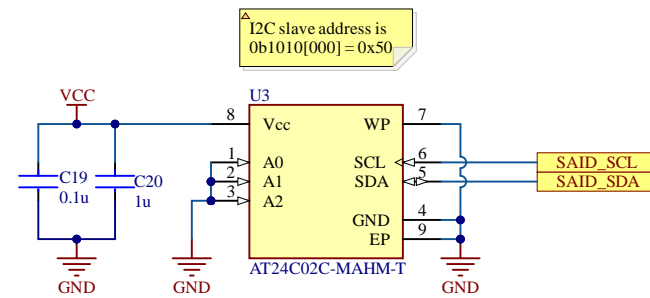 I2C slave address is
0b1010[000] = 0x50
VCC
U3
8
Vcc
WP
7
1
A0
SCL
6
SAID_SCL
C19
C20
2
A1
SDA
5
SAID_SDA
0.1u
1u
3
A2
GND
4
EP
9
GND
GND
AT24C02C-MAHM-T
GND